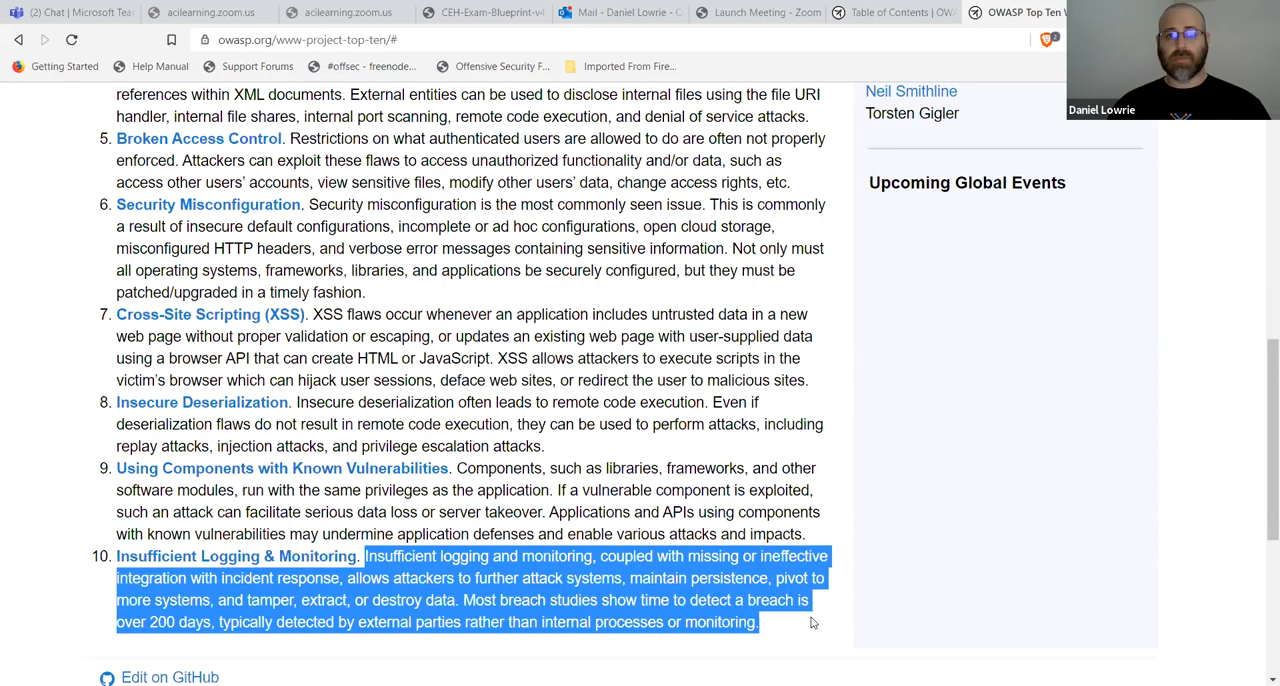 (2) Chat | Microsoft Tear
acilearning.zoom.us
acilearning.zoom.us
CEH-Exam-Blueprint-v4
Mail - Daniel Lowrie - C
Launch Meeting - Zoom
Table of Contents | OW
OWASP Top Ten
owasp.org/www-project-top-ten/#
2
Getting Started
Help Manual
Support Forums
#offsec - freenode...
Offensive Security F...
Imported From Fire...
Daniel Lowrie
references within XML documents. External entities can be used to disclose internal files using the file URI
handler, internal file shares, internal port scanning, remote code execution, and denial of service attacks.
5. Broken Access Control. Restrictions on what authenticated users are allowed to do are often not properly
enforced. Attackers can exploit these flaws to access unauthorized functionality and/or data, such as
access other users' accounts, view sensitive files, modify other users' data, change access rights, etc.
6. Security Misconfiguration. Security misconfiguration is the most commonly seen issue. This is commonly
a result of insecure default configurations, incomplete or ad hoc configurations, open cloud storage,
misconfigured HTTP headers, and verbose error messages containing sensitive information. Not only must
all operating systems, frameworks, libraries, and applications be securely configured, but they must be
patched/upgraded in a timely fashion.
7. Cross-Site Scripting (XSS). XSS flaws occur whenever an application includes untrusted data in a new
web page without proper validation or escaping, or updates an existing web page with user-supplied data
using a browser API that can create HTML or JavaScript. XSS allows attackers to execute scripts in the
victim's browser which can hijack user sessions, deface web sites, or redirect the user to malicious sites.
8. Insecure Deserialization. Insecure deserialization often leads to remote code execution. Even if
deserialization flaws do not result in remote code execution, they can be used to perform attacks, including
replay attacks, injection attacks, and privilege escalation attacks.
9. Using Components with Known Vulnerabilities. Components, such as libraries, frameworks, and other
software modules, run with the same privileges as the application. If a vulnerable component is exploited,
such an attack can facilitate serious data loss or server takeover. Applications and APIs using components
with known vulnerabilities may undermine application defenses and enable various attacks and impacts.
10. Insufficient Logging & Monitoring. Insufficient logging and monitoring, coupled with missing or ineffective
integration with incident response, allows attackers to further attack systems, maintain persistence, pivot to
more systems, and tamper, extract, or destroy data. Most breach studies show time to detect a breach is
over 200 days, typically detected by external parties rather than internal processes or monitoring.
Edit on GitHub
Neil Smithline
Torsten Gigler
Upcoming Global Events